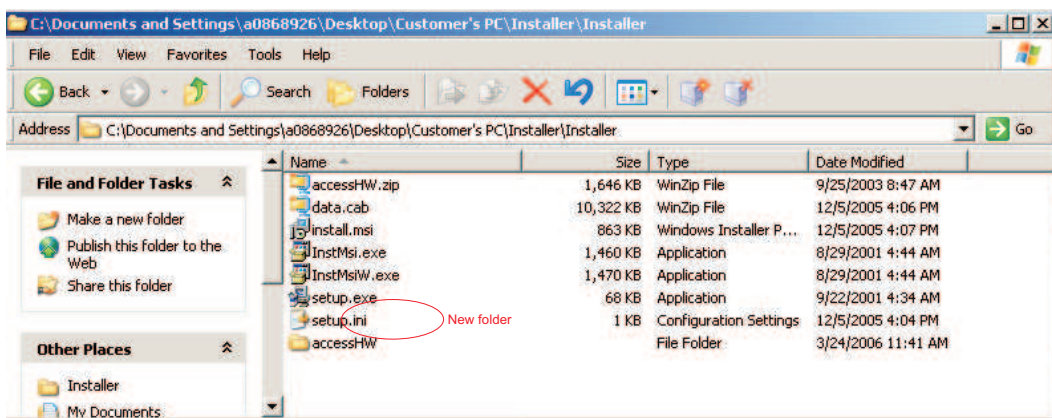 C:\Documents and Settings\a0868926\Desktop\Customer's PC\Installer\Installer
File Edit View Favorites Tools Help
Back Search Folders
Address C:\Documents and Settings\a0868926\Desktop\Customer's PC\Installer\Installer Go
Name Size Type Date Modified
File and Folder Tasks
Make a new folder
Publish this folder to the
Web
Share this folder
Other Places
Installer
My Documents
accessHW.zip 1,646 KB WinZip File 9/25/2003 8:47 AM
data.cab 10,322 KB WinZip File 12/5/2005 4:06 PM
install.msi 863 KB Windows Installer P... 12/5/2005 4:07 PM
InstMsi.exe 1,460 KB Application 8/29/2001 4:44 AM
InstMsiW.exe 1,470 KB Application 8/29/2001 4:44 AM
setup.exe 68 KB Application 9/22/2001 4:34 AM
setup.ini New folder 1 KB Configuration Settings 12/5/2005 4:04 PM
accessHW File Folder 3/24/2006 11:41 AM